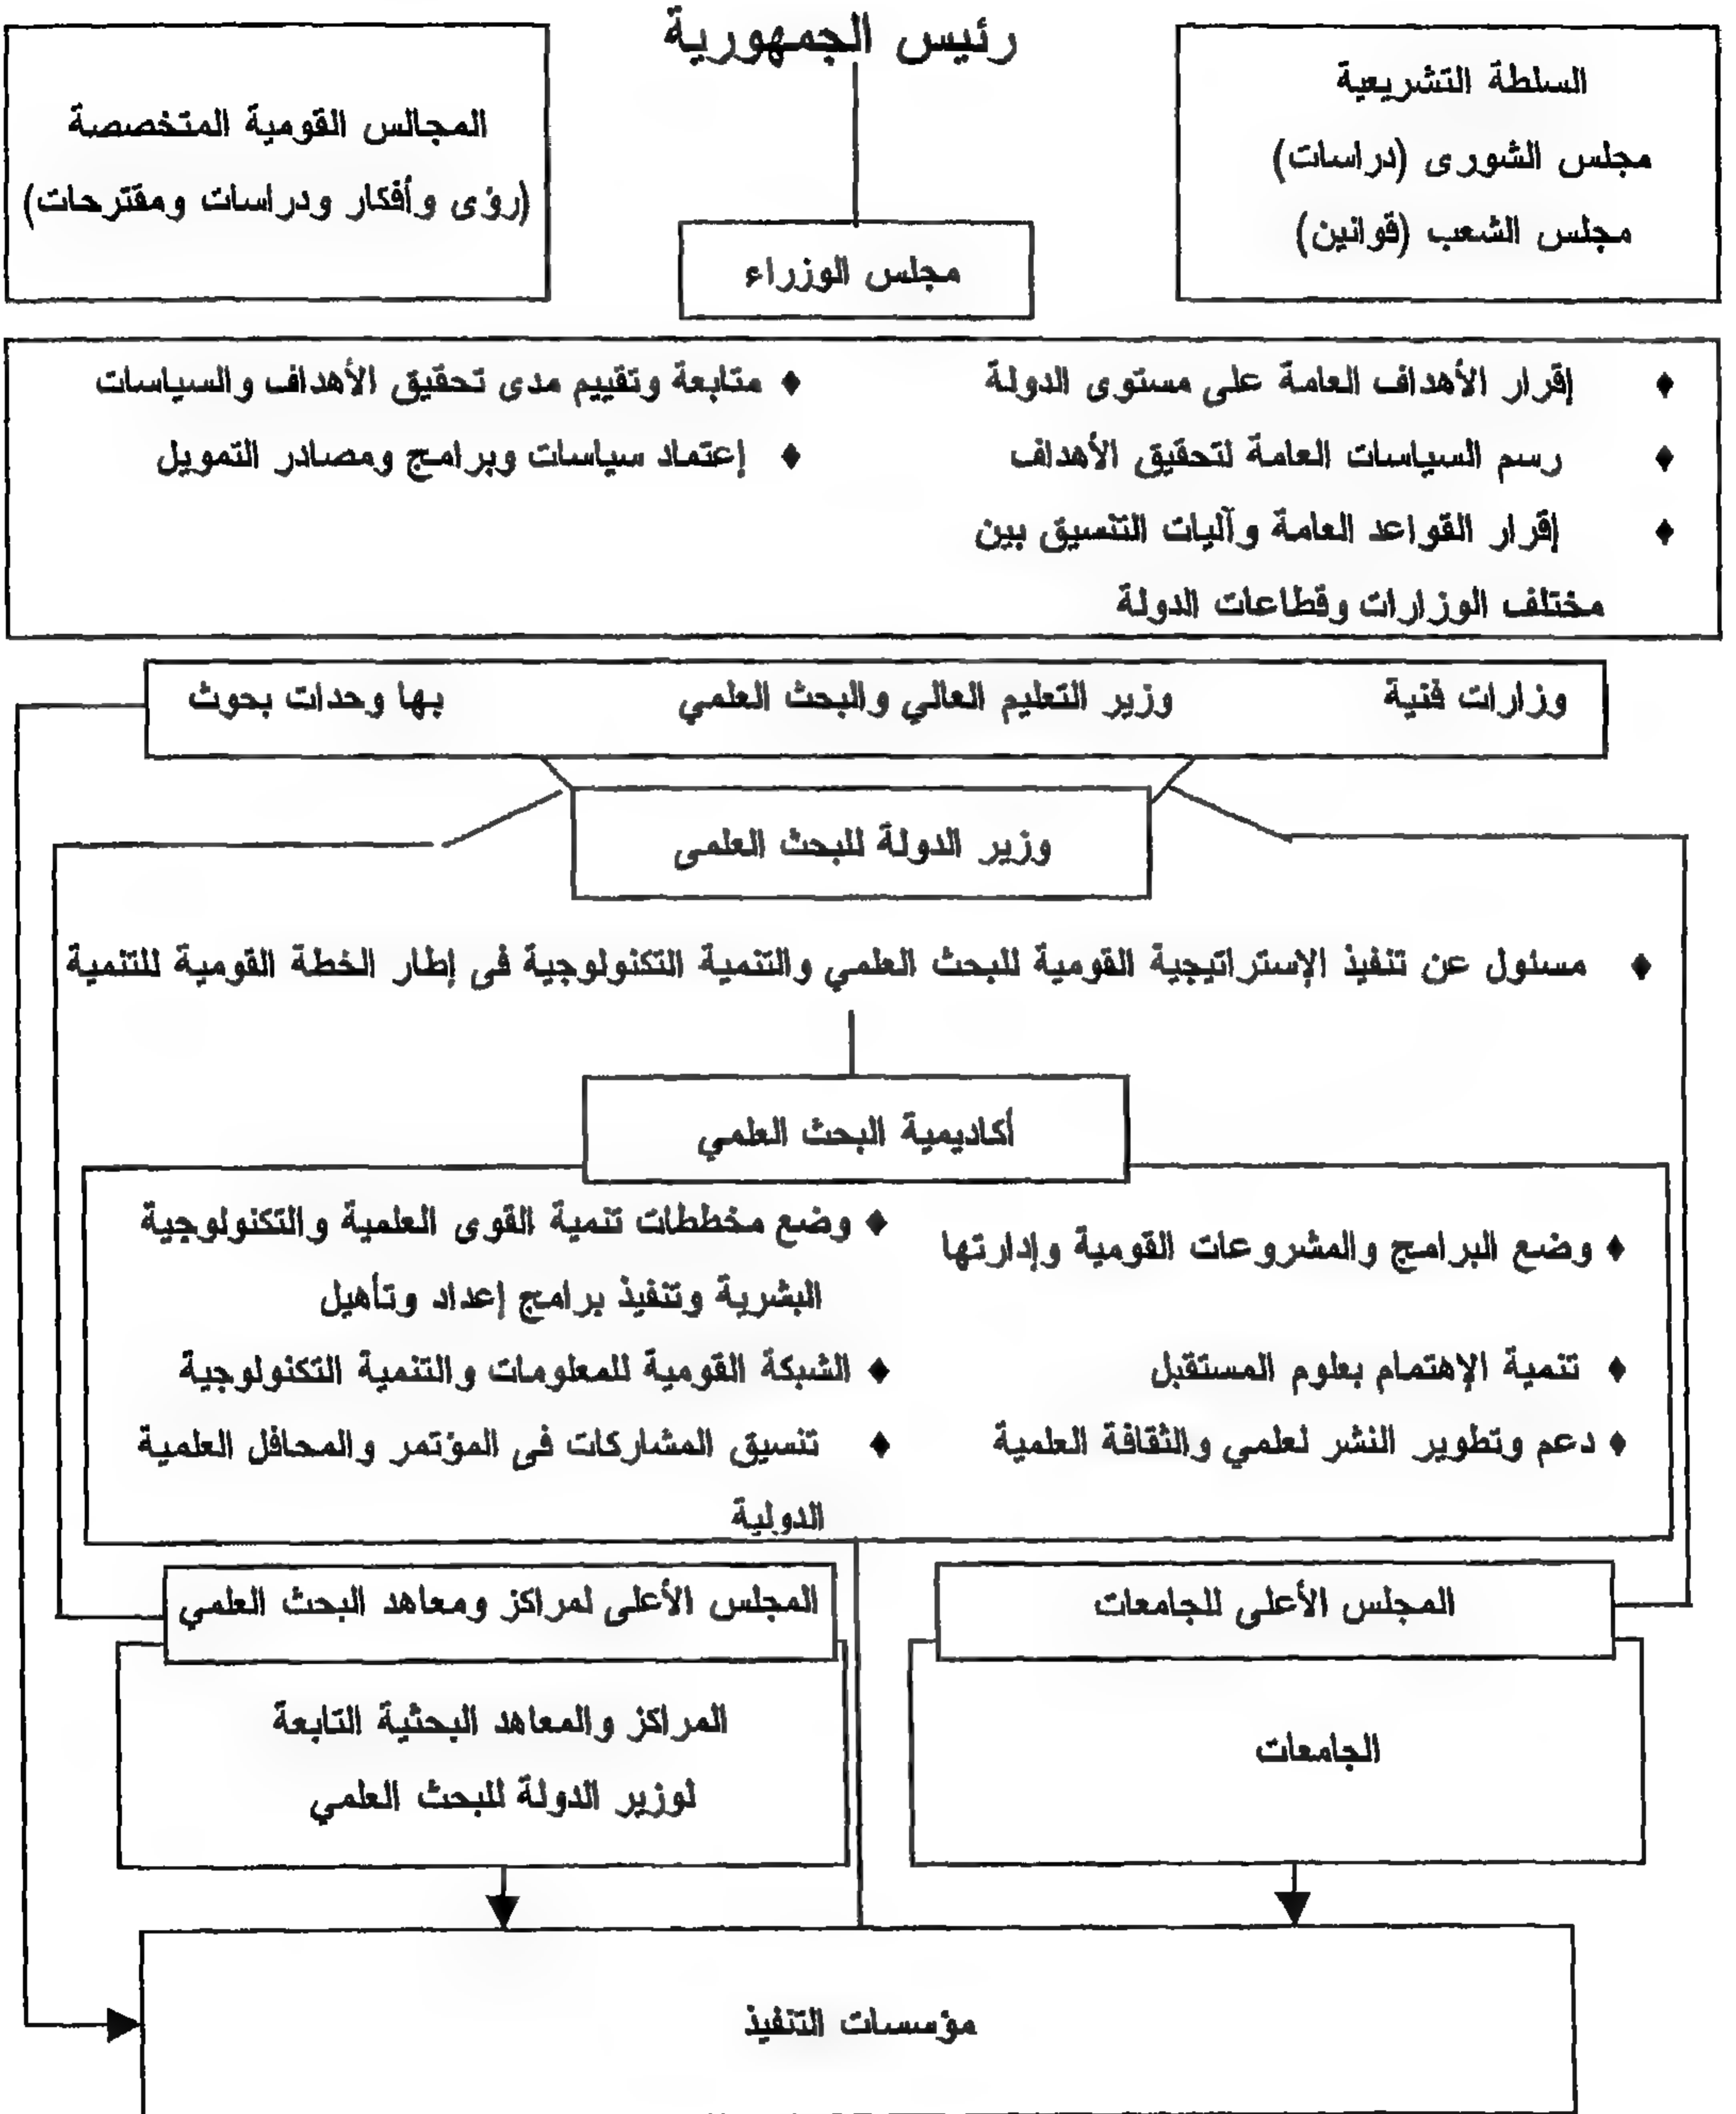 رئيس الجمهورية
السلطة التشريعية
مجلس الشورى (دراسات)
مجلس الشعب (قوانين)
المجالس القومية المتخصصة
(رؤى وأفكار ودراسات ومقترحات)
مجلس الوزراء
♦ إقرار الأهداف العامة على مستوى الدولة
♦ رسم السياسات العامة لتحقيق الأهداف
♦ إقرار القواعد العامة وآليات التنسيق بين
مختلف الوزارات وقطاعات الدولة
♦ متابعة وتقييم مدى تحقيق الأهداف والسياسات
♦ إعتماد سياسات وبرامج ومصادر التمويل
وزارات فنية وزير التعليم العالي والبحث العلمي بها وحدات بحوث
وزير الدولة للبحث العلمى
♦ مسئول عن تنفيذ الإستراتيجية القومية للبحث العلمي والتنمية التكنولوجية فى إطار الخطة القومية للتنمية
أكاديمية البحث العلمي
♦ وضع البرامج والمشروعات القومية وإدارتها
♦ تنمية الإهتمام بعلوم المستقبل
♦ دعم وتطوير النشر لعلمي والثقافة العلمية
♦ وضع مخططات تنمية القوى العلمية والتكنولوجية
البشرية وتنفيذ برامج إعداد وتأهيل
♦ الشبكة القومية للمعلومات والتنمية التكنولوجية
♦ تنسيق المشاركات فى المؤتمر والمحافل العلمية
الدولية
المجلس الأعلى للجامعات
الجامعات
المجلس الأعلى لمراكز ومعاهد البحث العلمي
المراكز والمعاهد البحثية التابعة
لوزير الدولة للبحث العلمي
مؤسسات التنفيذ